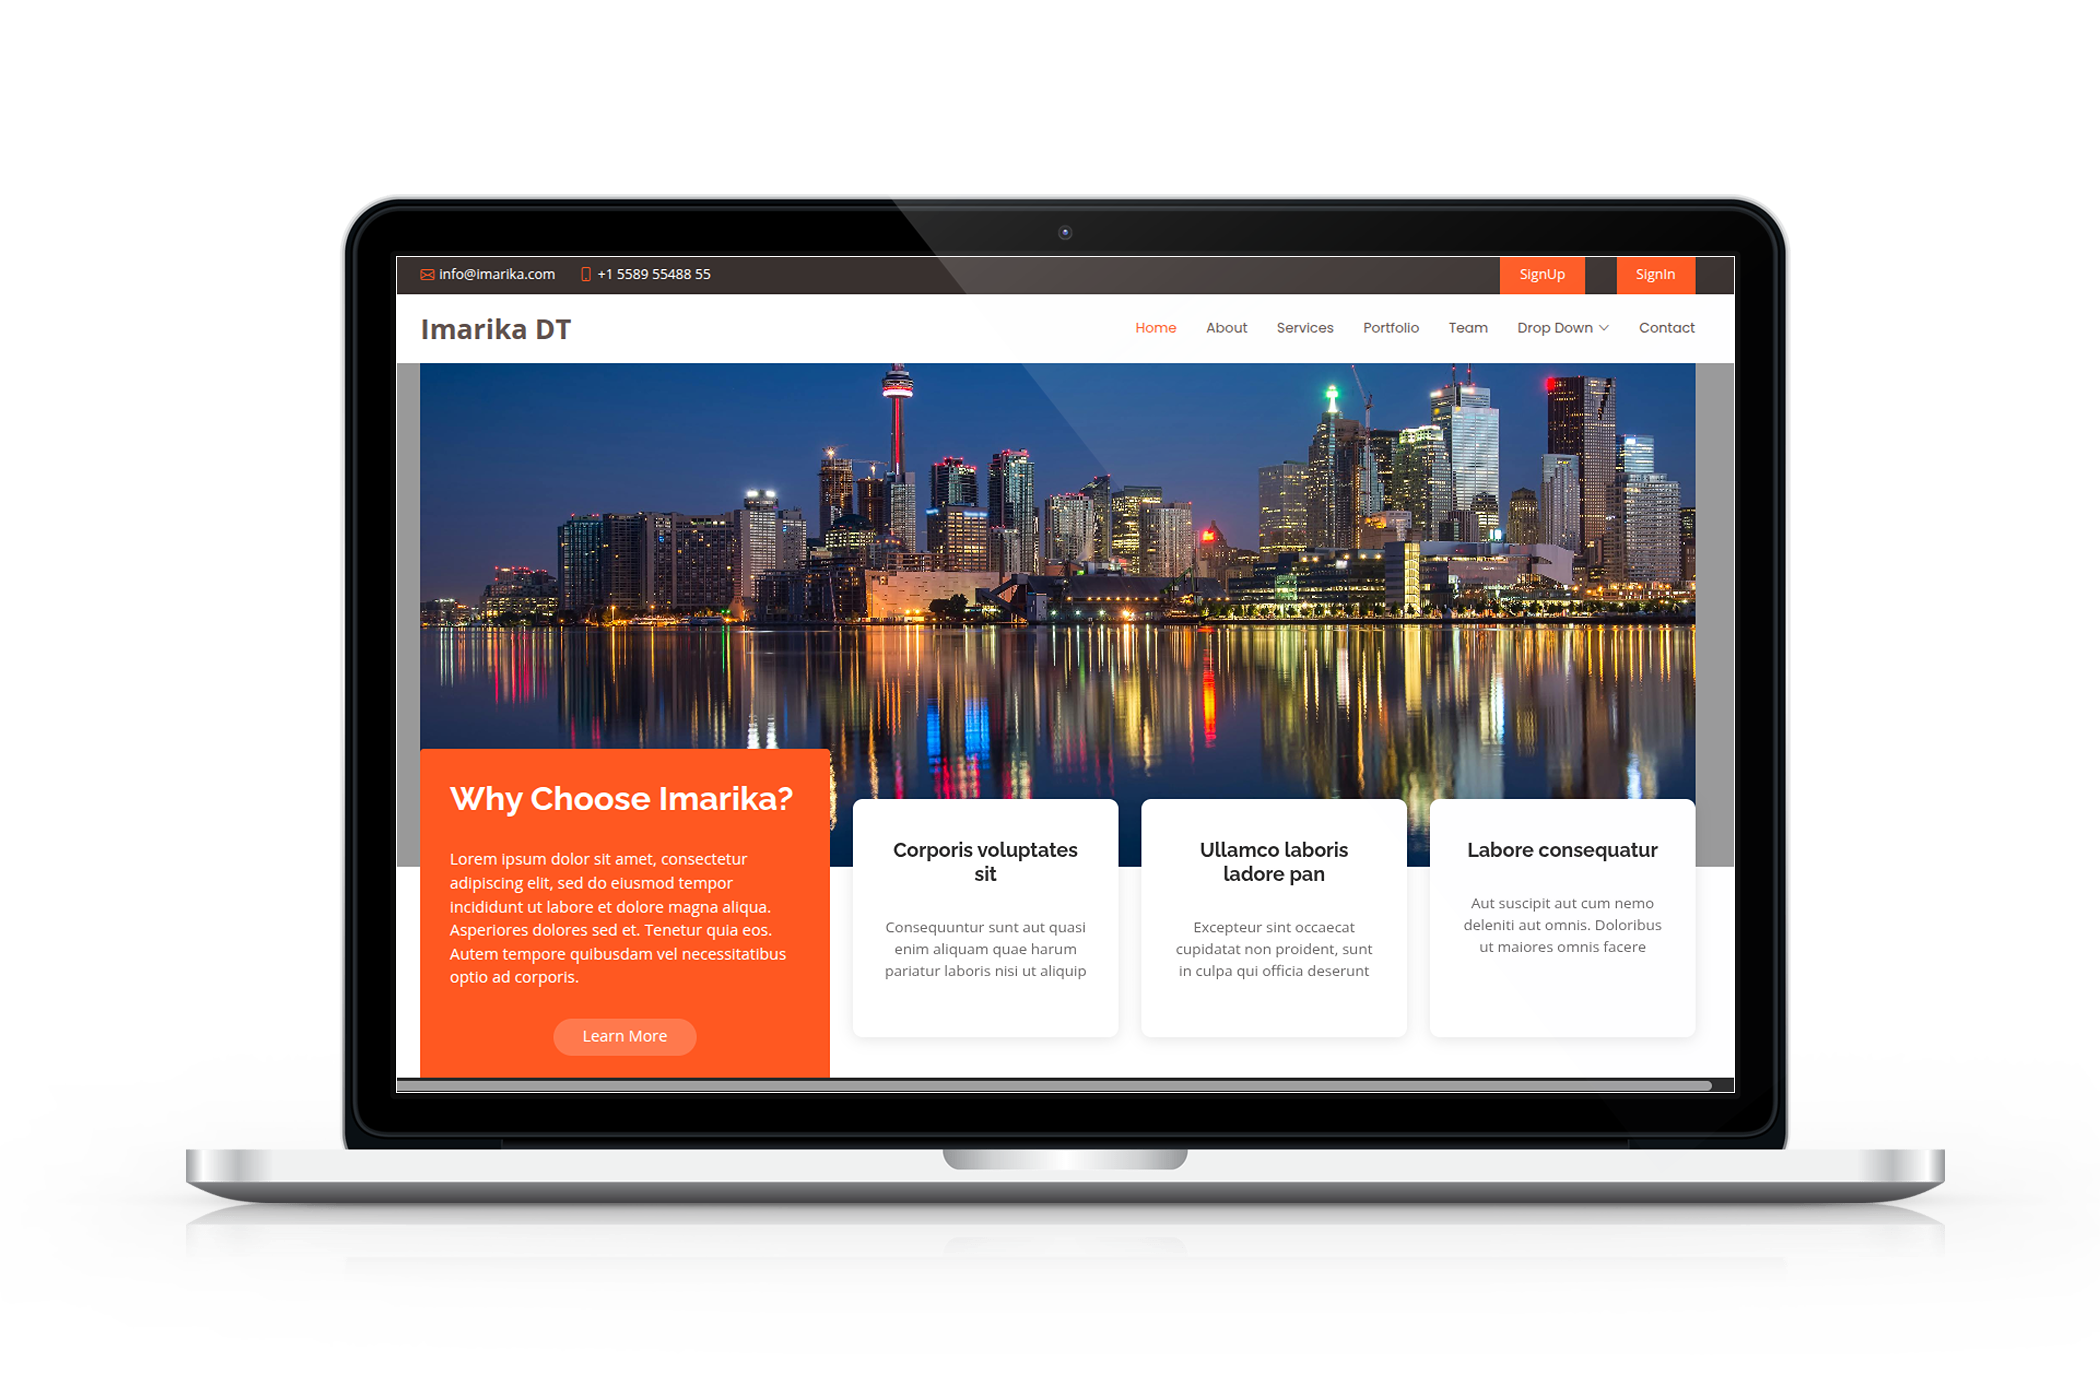 info@imarika.com +1 5589 55488 55 SignUp SignIn
Imarika DT Home About Services Portfolio Team Drop Down Contact
Why Choose Imarika?
Lorem ipsum dolor sit amet, consectetur
adipiscing elit, sed do eiusmod tempor
incididunt ut labore et dolore magna aliqua.
Asperiores dolores sed et. Tenetur quia eos.
Autem tempore quibusdam vel necessitatibus
optio ad corporis.
Learn More
Corporis voluptates
sit
Consequuntur sunt aut quasi
enim aliquam quae harum
pariatur laboris nisi ut aliquip
Ullamco laboris
ladore pan
Excepteur sint occaecat
cupidatat non proident, sunt
in culpa qui officia deserunt
Labore consequatur
Aut suscipit aut cum nemo
deleniti aut omnis. Doloribus
ut maiores omnis facere